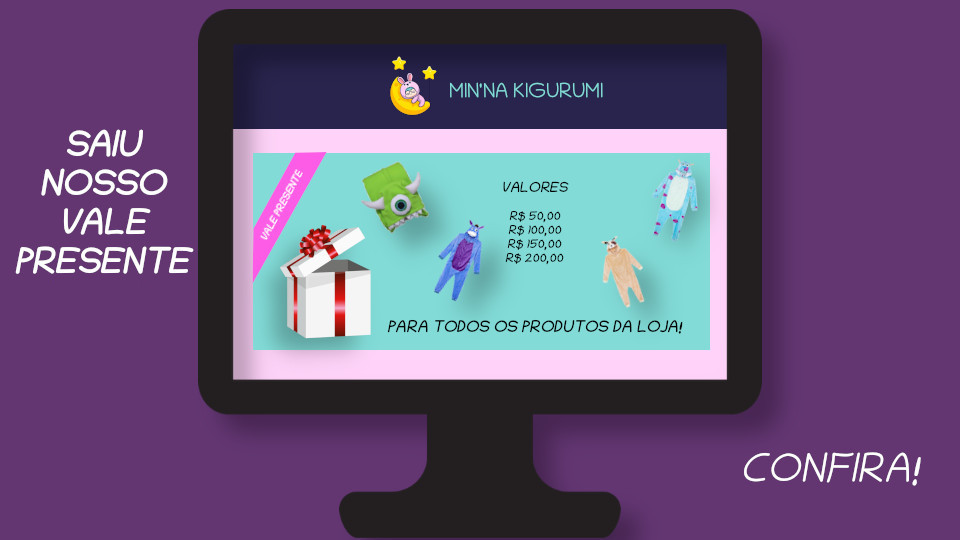 SAIU
NOSSO
VALE
PRESENTE
MIN'NA KIGURUMI
VALE PRESENTE
VALORES
R$ 50,00
R$ 100,00
R$ 150,00
R$ 200,00
PARA TODOS OS PRODUTOS DA LOJA!
CONFIRA!